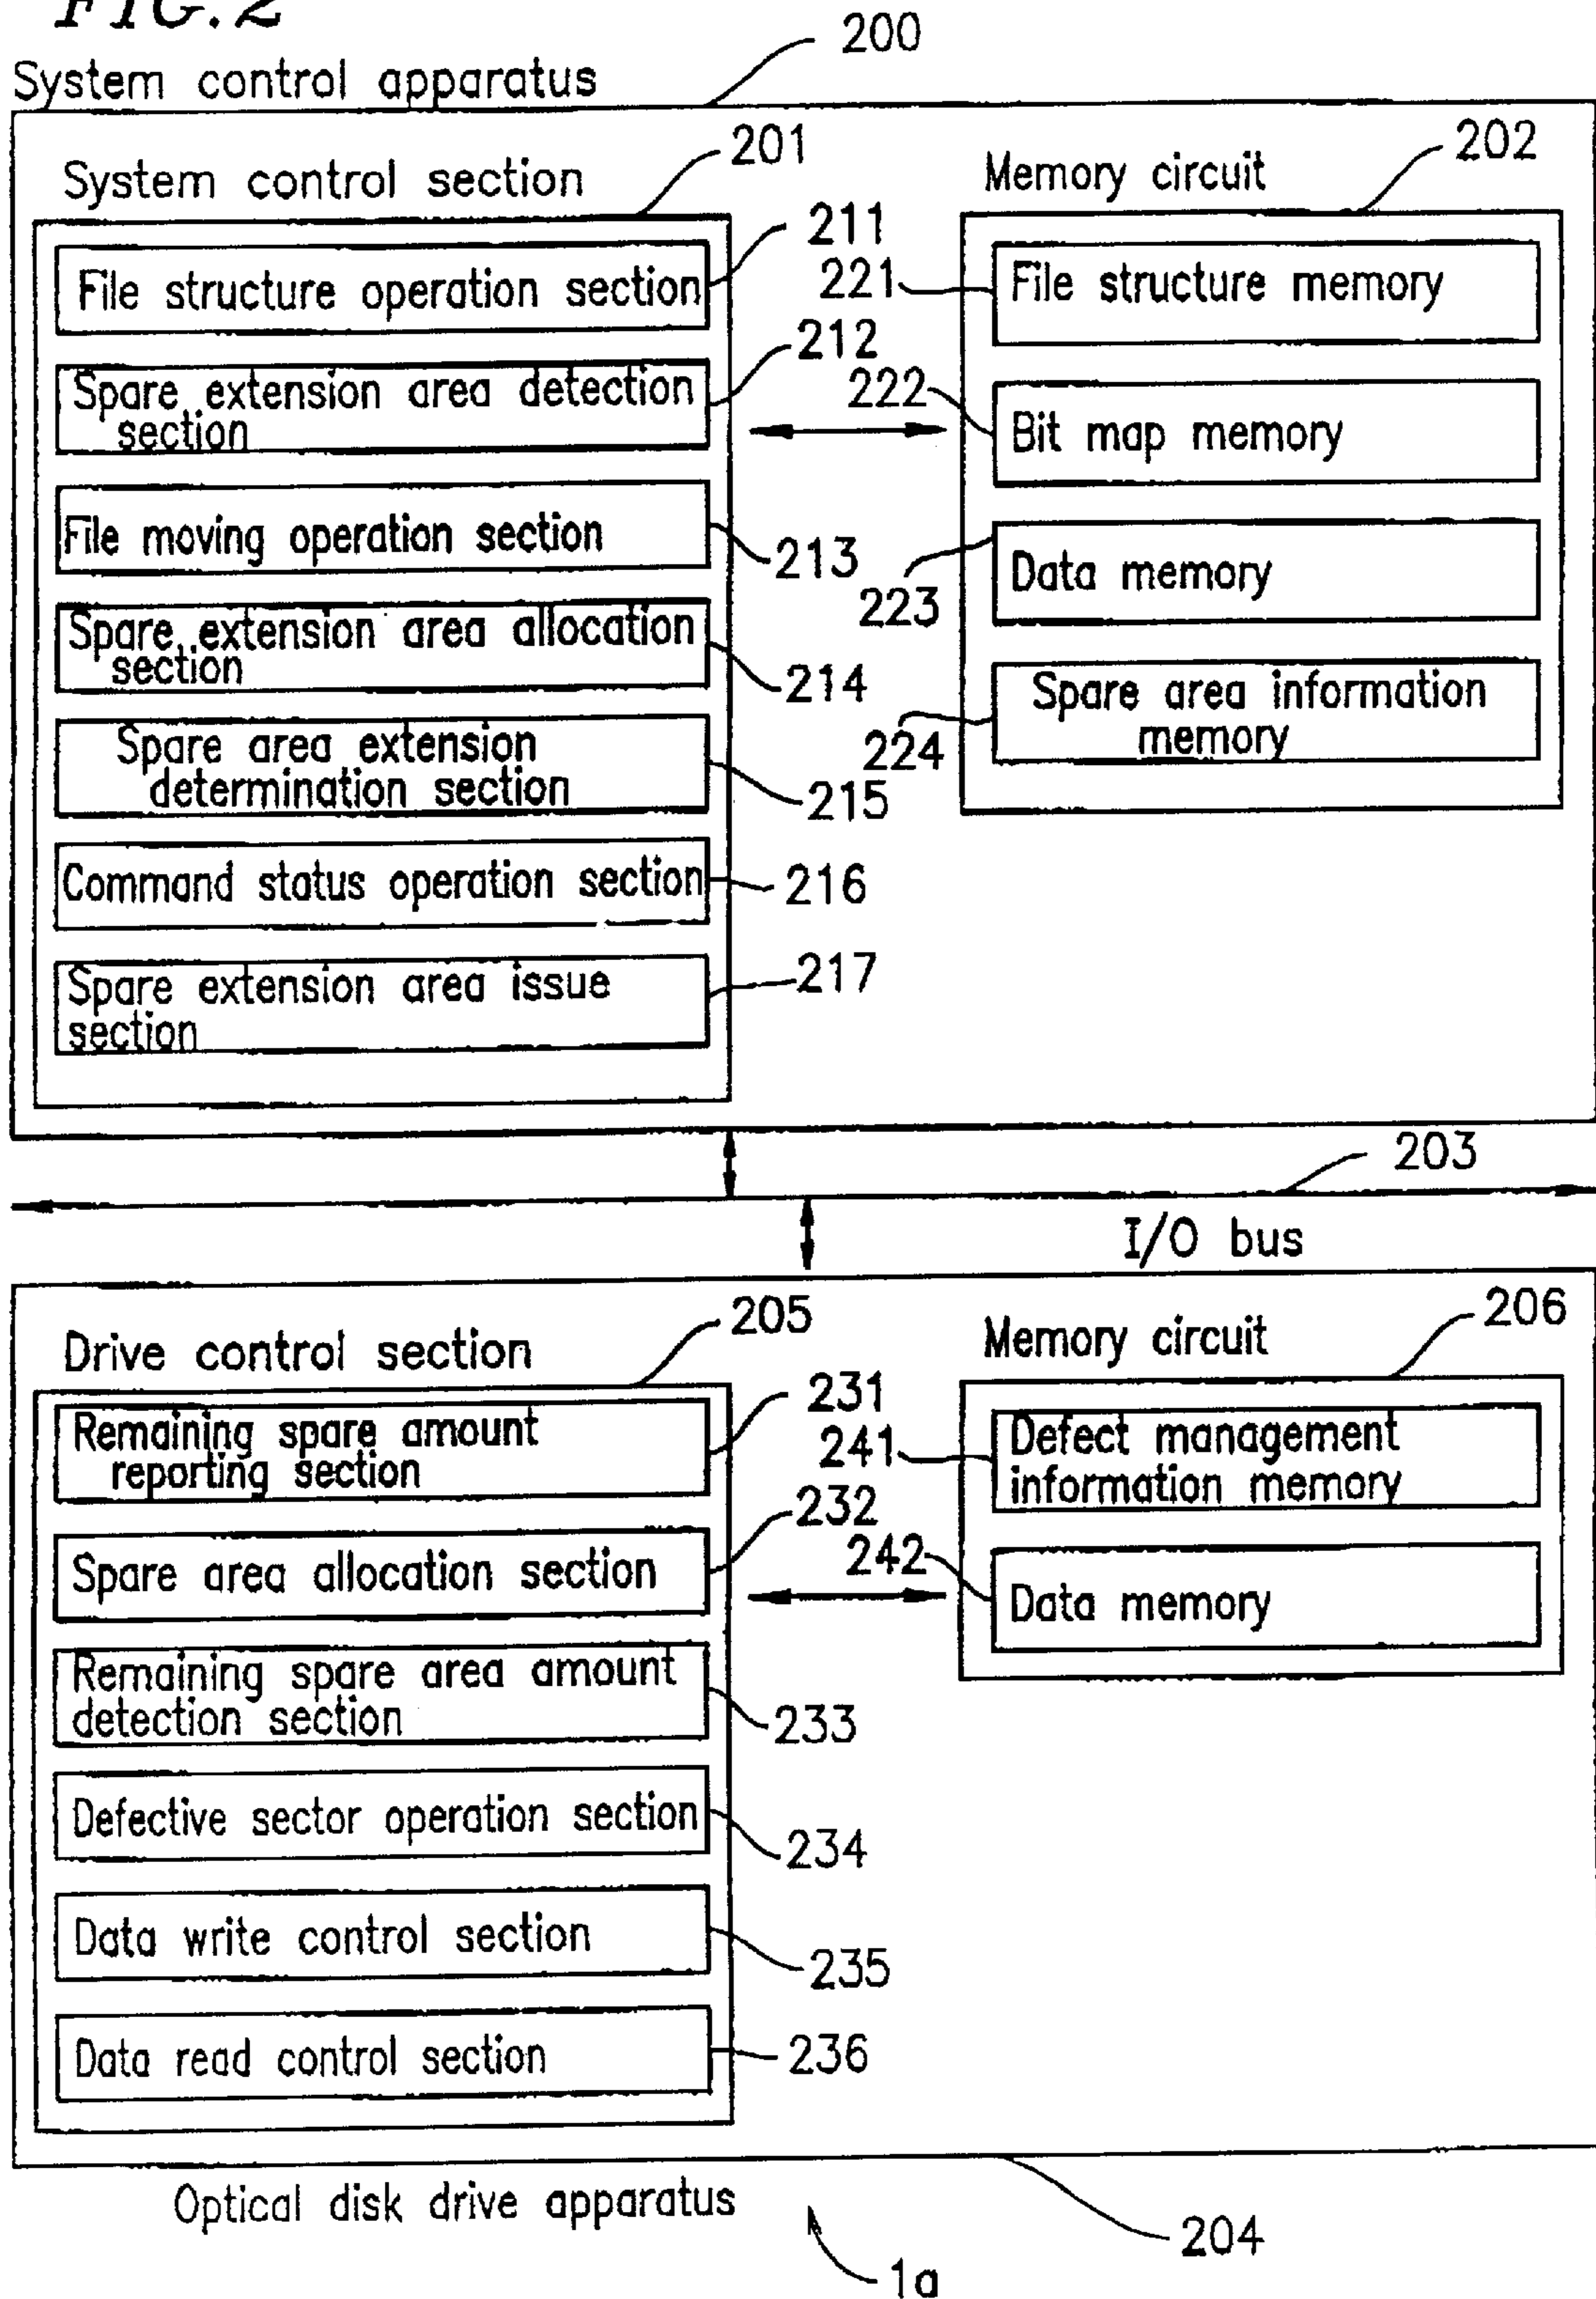 FIG. 2
200
System control apparatus
201
202
System control section
Memory circuit
211
File structure operation section
221
File structure memory
212
Spare extension area detection
section
222
Bit map memory
File moving operation section
213
223
Data memory
Spare extension area allocation
section
214
224
Spare area information
memory
Spare area extension
determination section
215
Command status operation section
216
217
Spare extension area issue
section
203
I/O bus
205
206
Drive control section
Memory circuit
231
Remaining spare amount
reporting section
241
Defect management
information memory
232
Spare area allocation section
242
Data memory
Remaining spare area amount
detection section
233
Defective sector operation section
234
Data write control section
235
Data read control section
236
Optical disk drive apparatus
204
1a